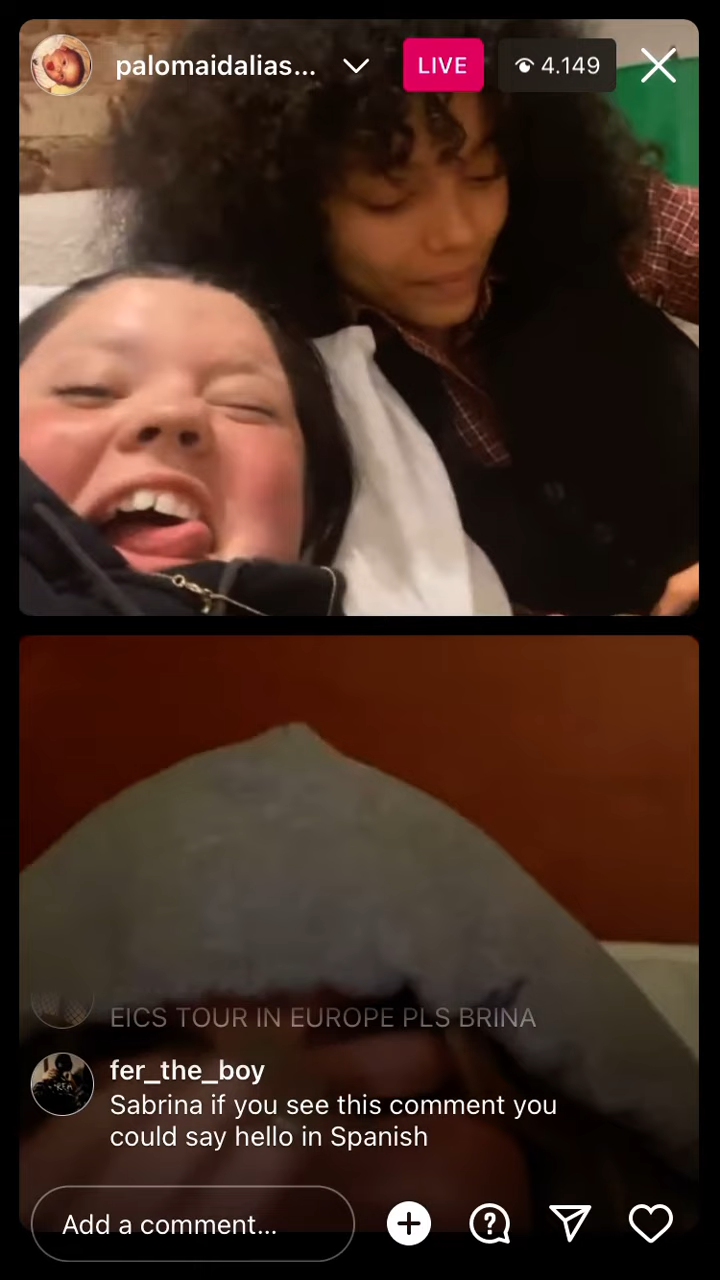 palomaidalias...
LIVE
4.149
EICS TOUR IN EUROPE PLS BRINA
fer_the_boy
Sabrina if you see this comment you
could say hello in Spanish
Add a comment...